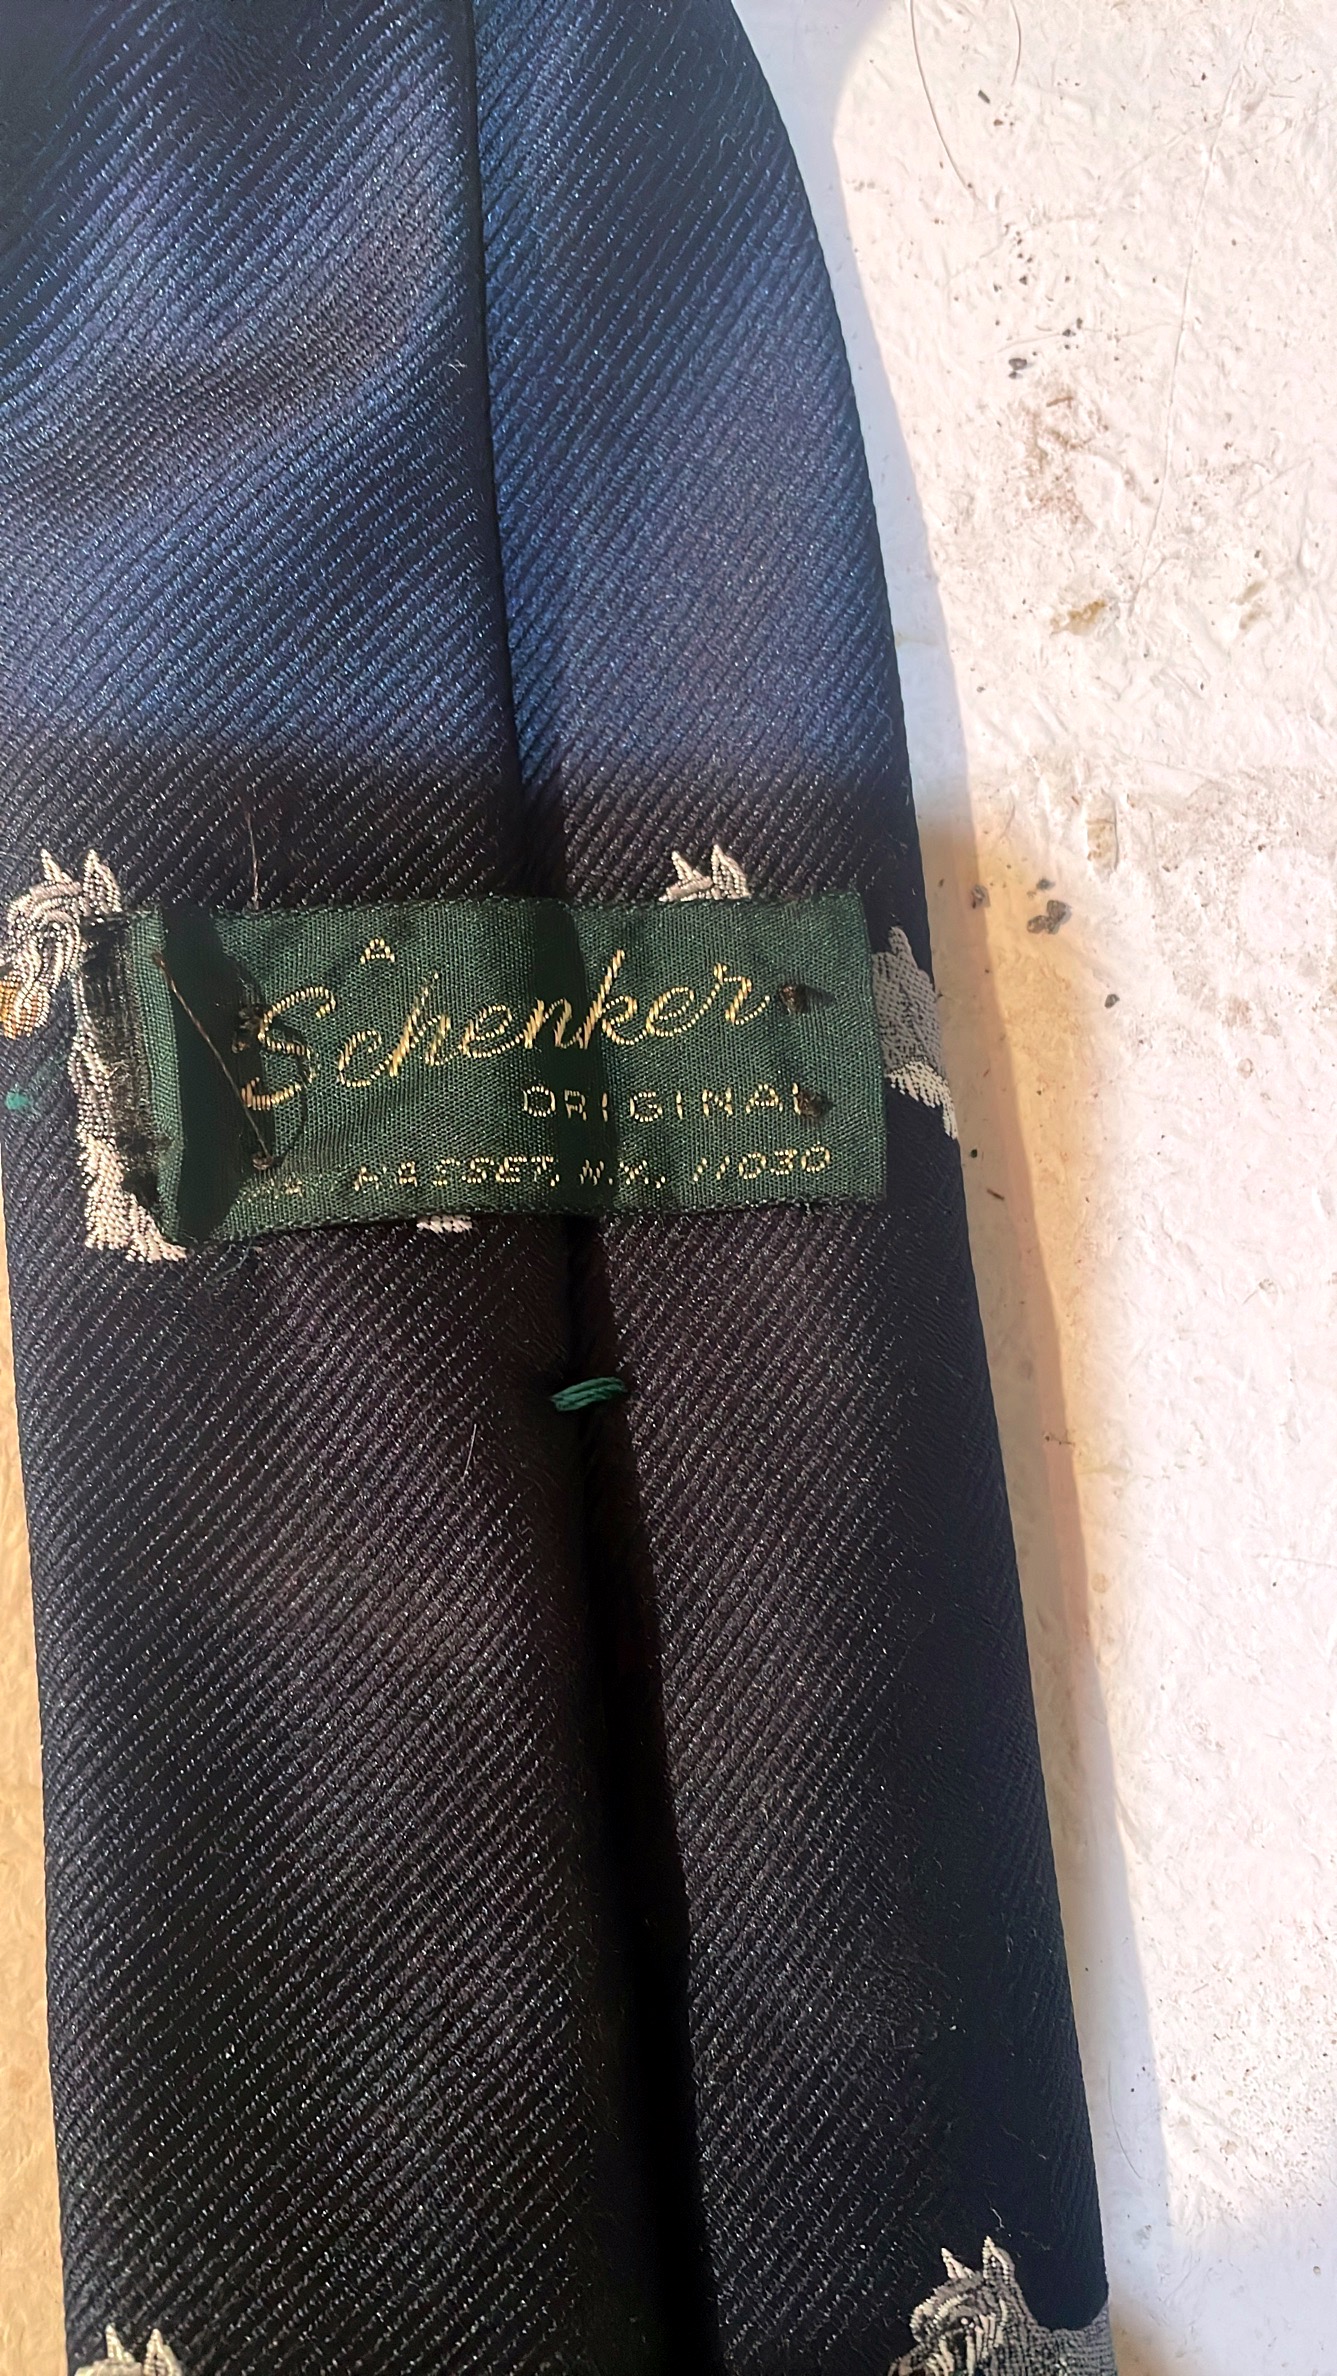 A
Schenker
ORIGINAL
N.Y., 11030